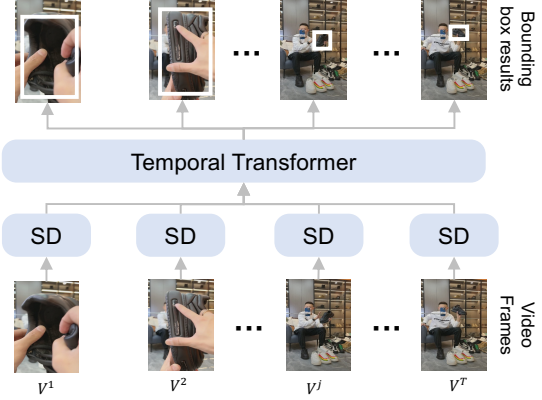 Bounding
box results
Temporal Transformer
SD SD SD SD
Video
Frames
V¹ V² Vʲ Vᵀ